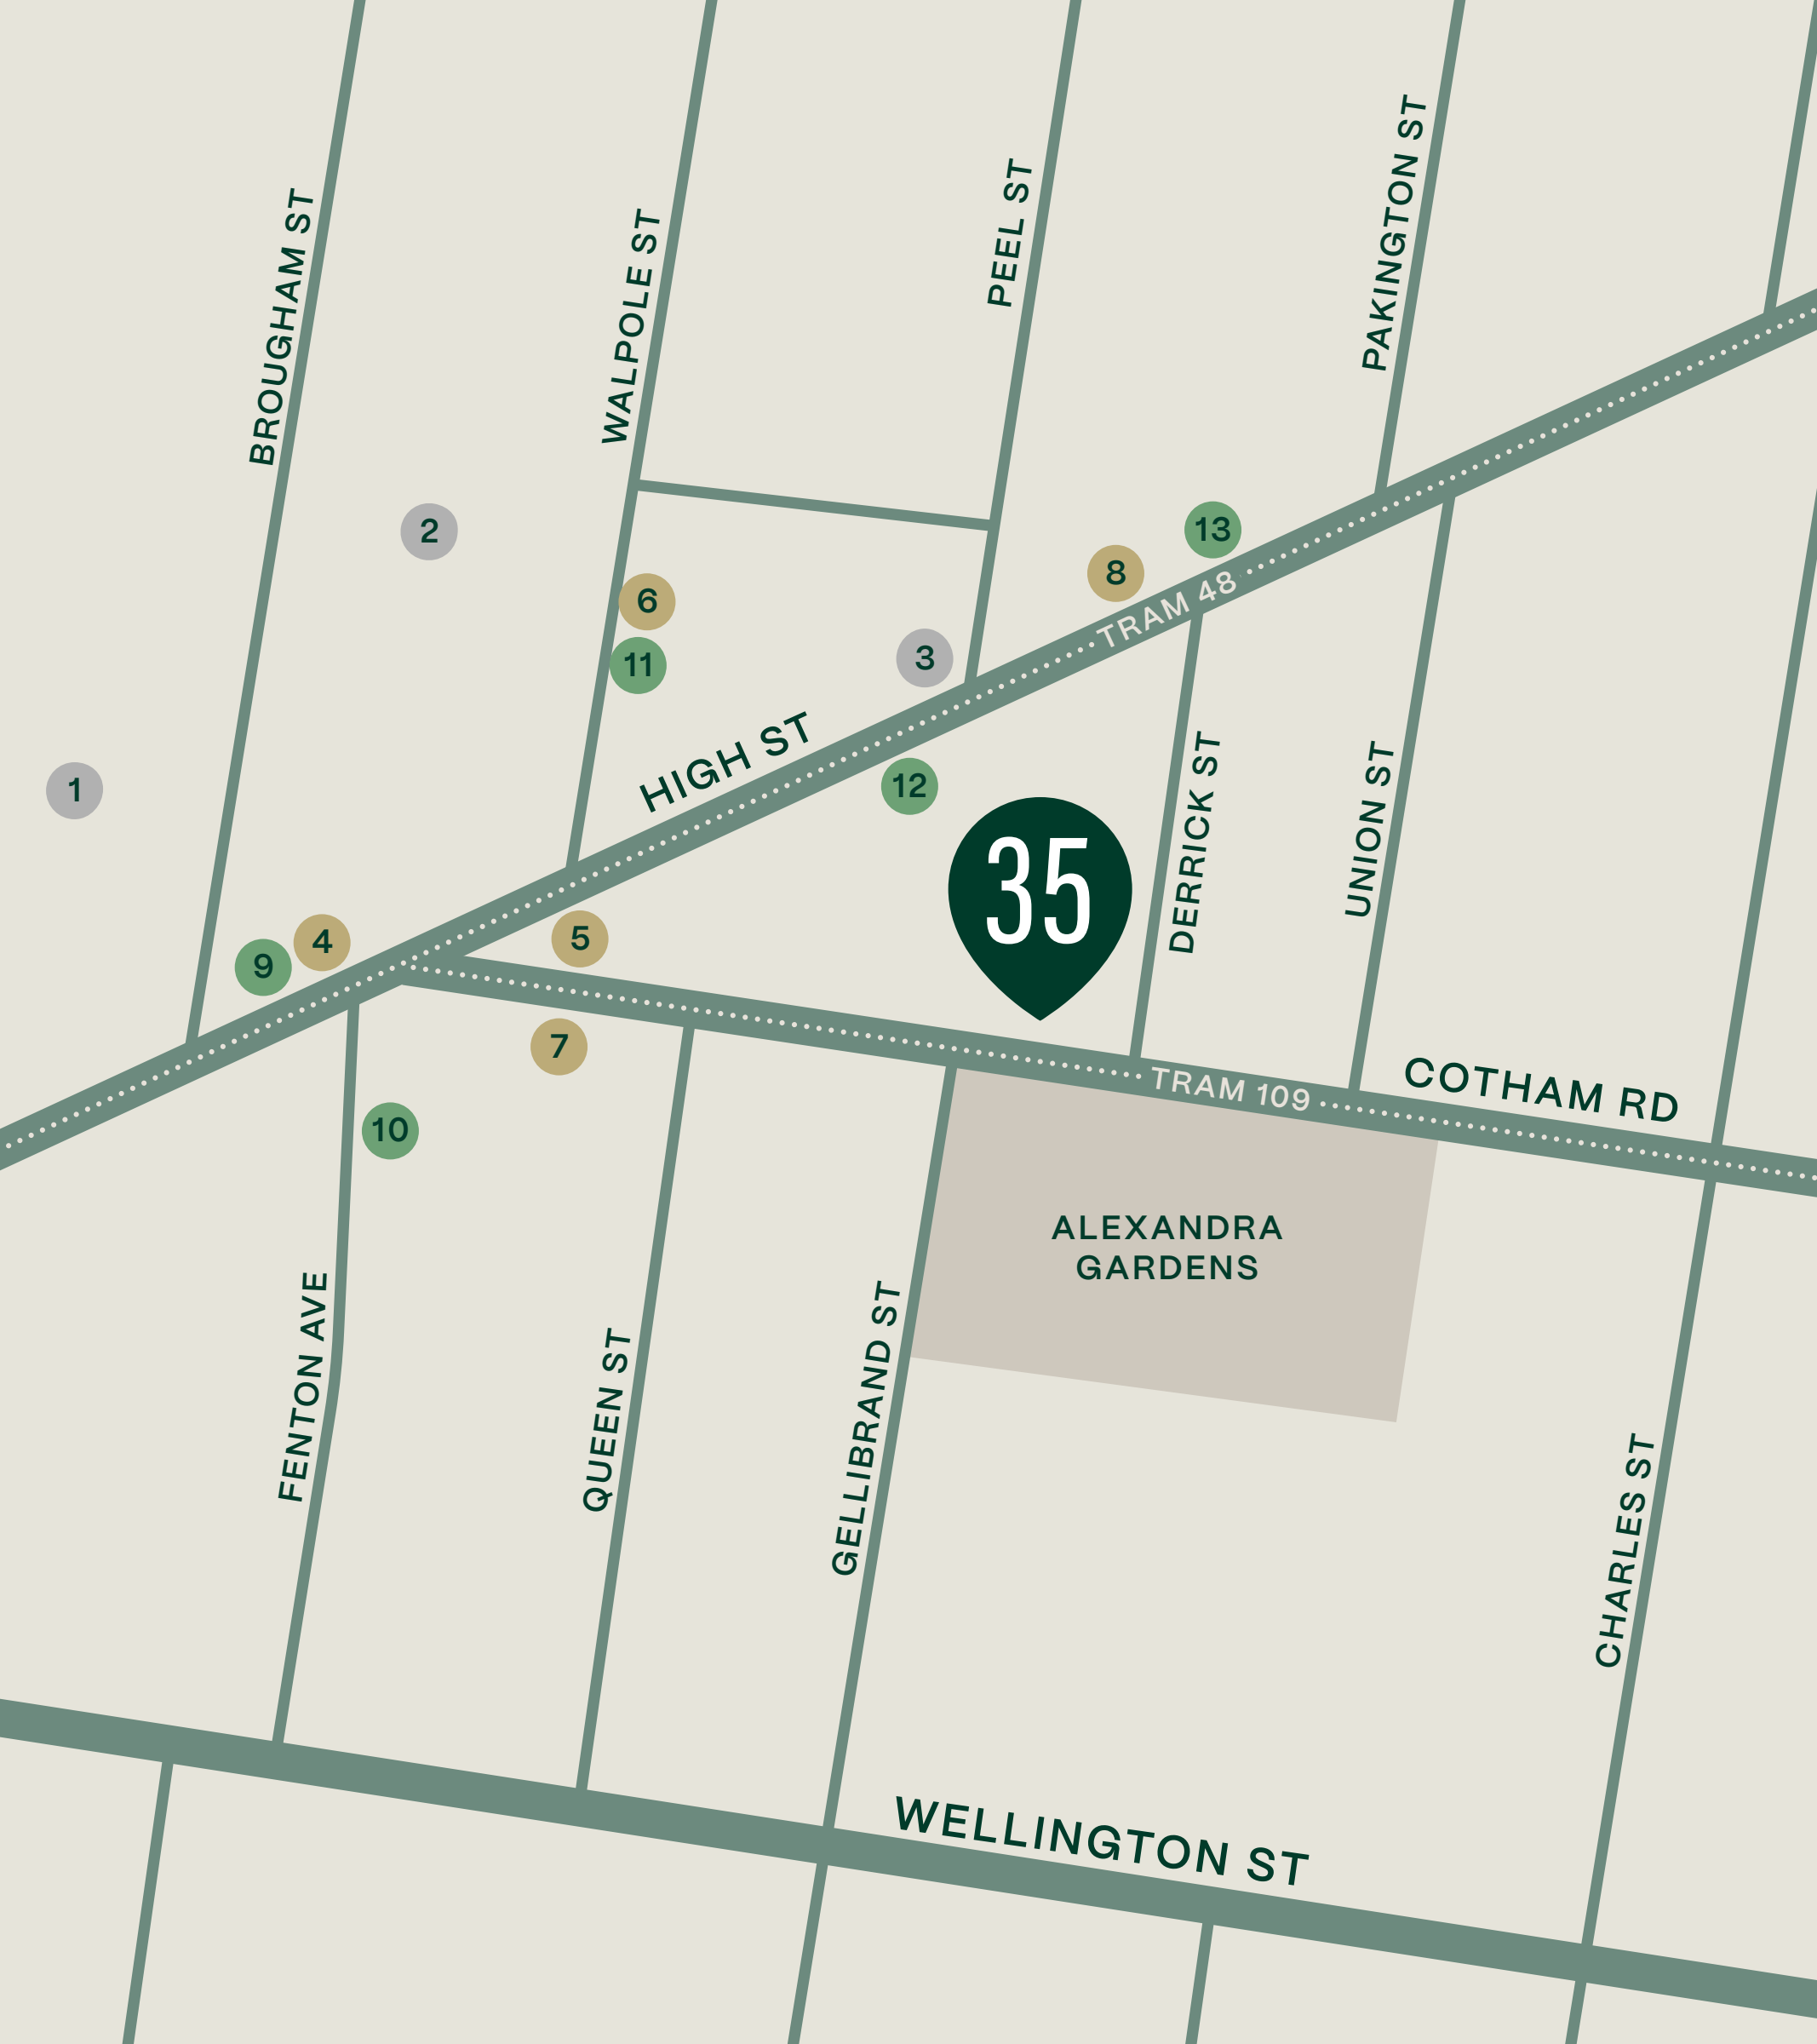 PAKINGTON ST
PEEL ST
BROUGHAM ST
WALPOLE ST
2
13
8
6
TRAM 48
11
3
HIGH ST
1
12
35
DERRICK ST
UNION ST
4
5
9
7
COTHAM RD
TRAM 109
10
ALEXANDRA
GARDENS
FENTON AVE
QUEEN ST
GELLIBRAND ST
CHARLES ST
WELLINGTON ST